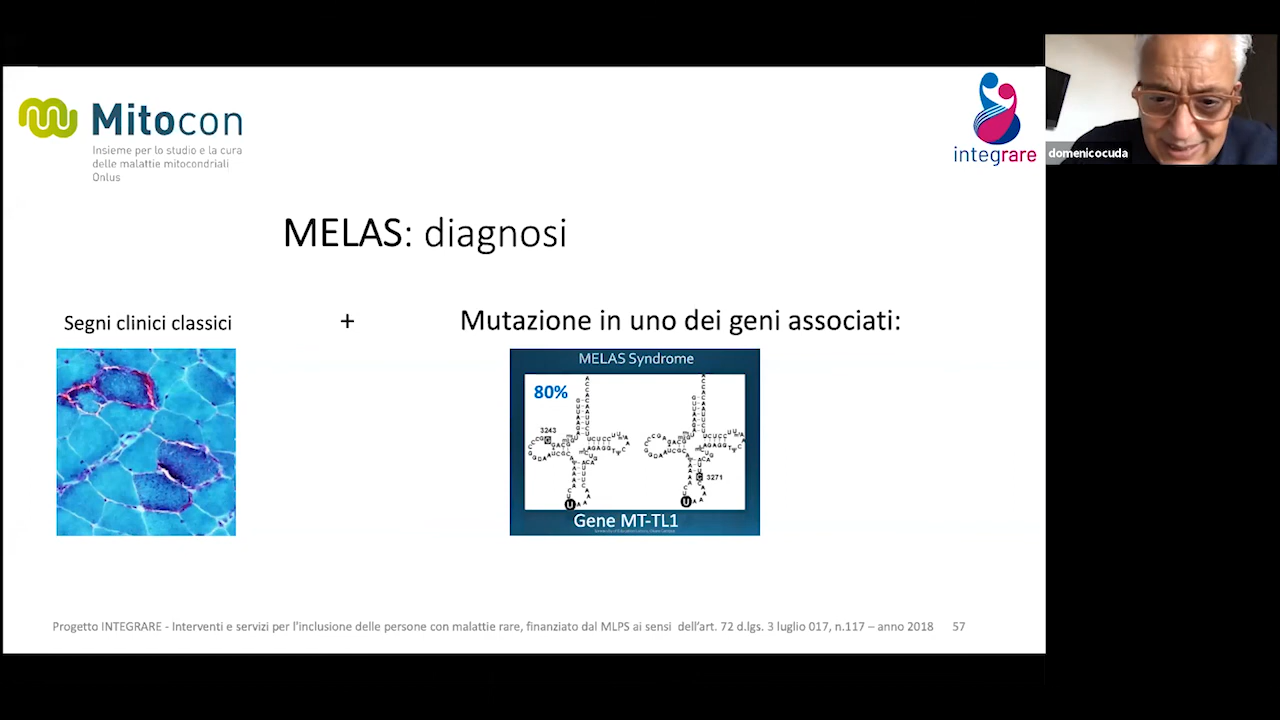 Mitocon
Insieme per lo studio e la cura
delle malattie mitocondriali
Onlus
integrare
domenicocuda
MELAS: diagnosi
Segni clinici classici
+
Mutazione in uno dei geni associati:
MELAS Syndrome
80%
3243
3271
U
U
Gene MT-TL1
Progetto INTEGRARE - Interventi e servizi per l'inclusione delle persone con malattie rare, finanziato dal MLPS ai sensi dell'art. 72 d.lgs. 3 luglio 017, n.117 – anno 2018 57